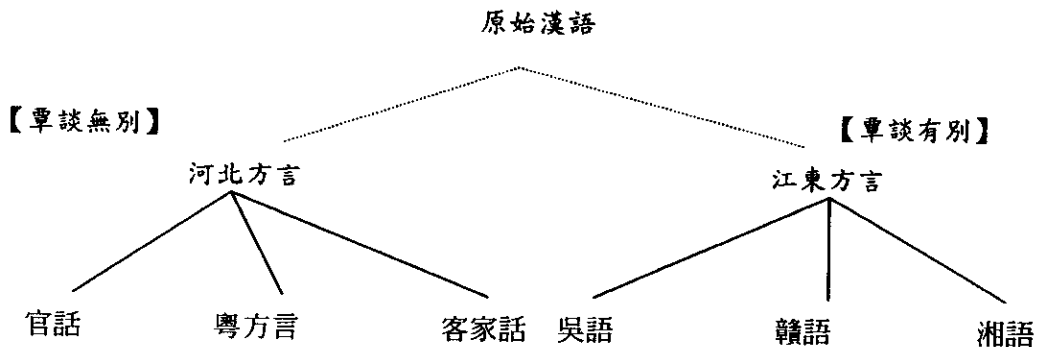 原始漢語
【覃談無別】 【覃談有別】
河北方言 江東方言
官話 粵方言 客家話 吳語 贛語 湘語